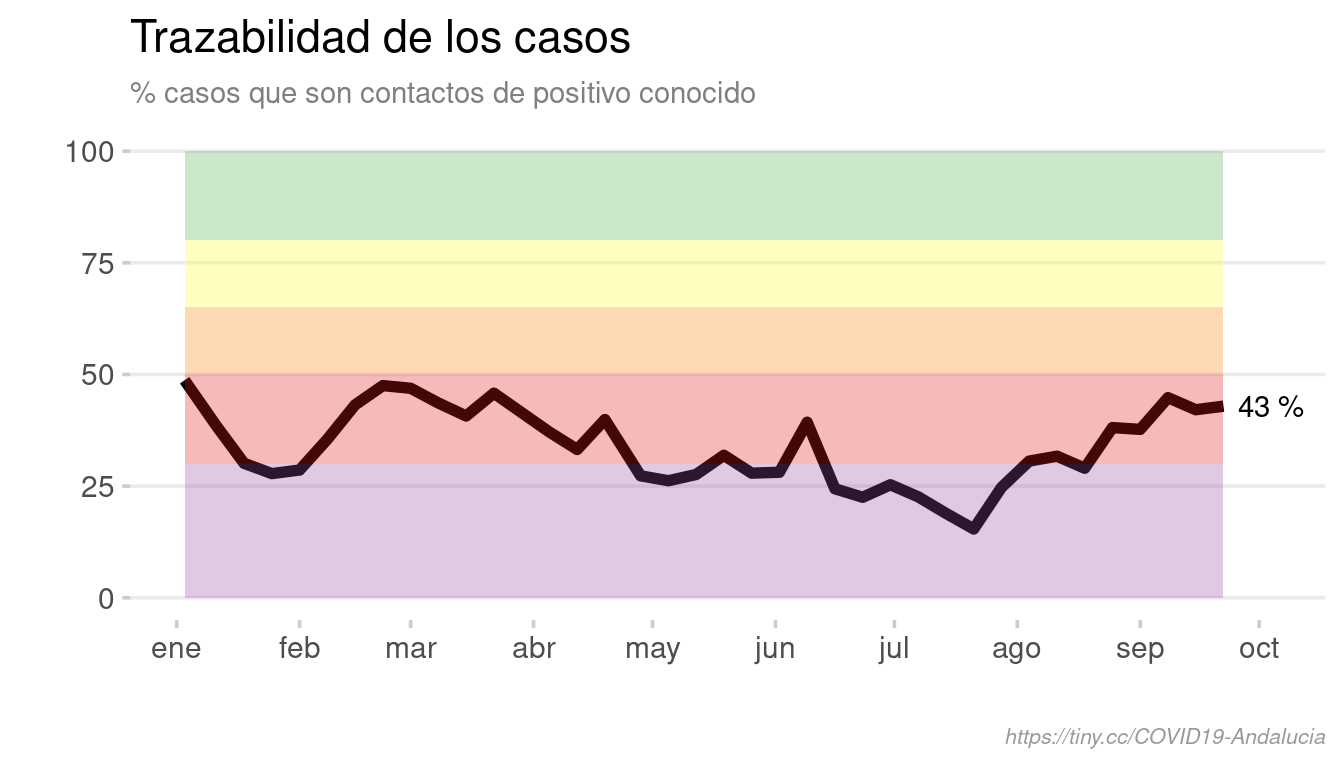 Trazabilidad de los casos
% casos que son contactos de positivo conocido
100
75
50
43 %
25
0
ene feb mar abr may jun jul ago sep oct
https://tiny.cc/COVID19-Andalucia